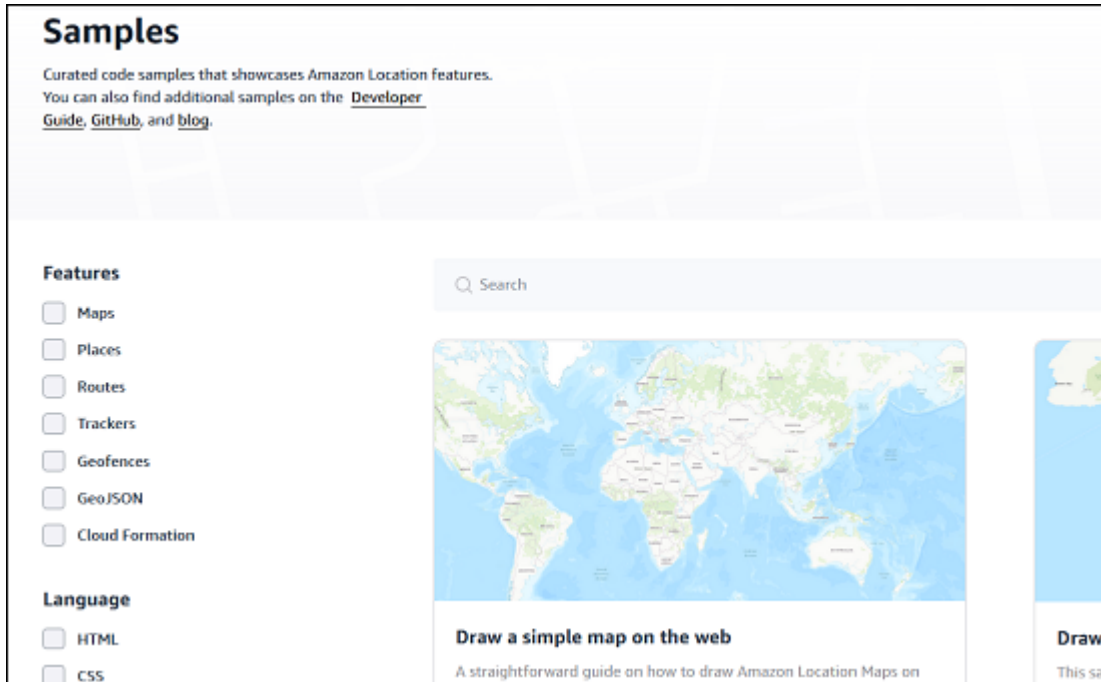 Samples
Curated code samples that showcases Amazon Location features.
You can also find additional samples on the Developer
Guide, GitHub, and blog.
Features
Maps
Places
Routes
Trackers
Geofences
GeoJSON
Cloud Formation
Language
HTML
CSS
Search
Draw a simple map on the web
A straightforward guide on how to draw Amazon Location Maps on
Draw
This sa